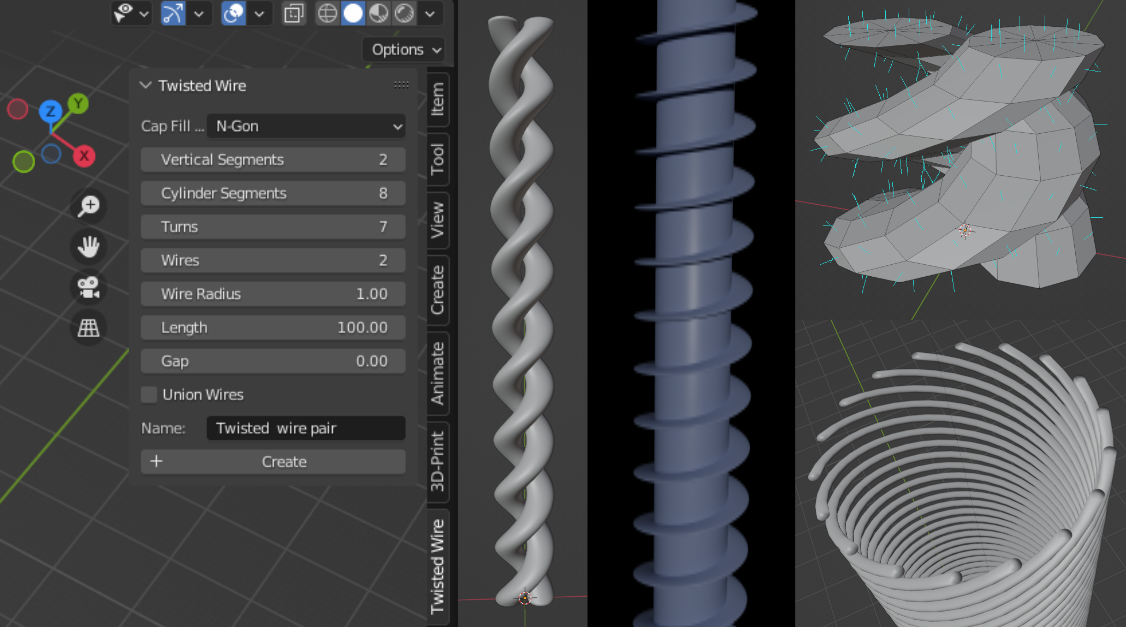 Options
Twisted Wire
Cap Fill ... N-Gon
Vertical Segments 2
Cylinder Segments 8
Turns 7
Wires 2
Wire Radius 1.00
Length 100.00
Gap 0.00
Union Wires
Name: Twisted wire pair
+ Create
Z
Y
X
Item
Tool
View
Create
Animate
3D-Print
Twisted Wire